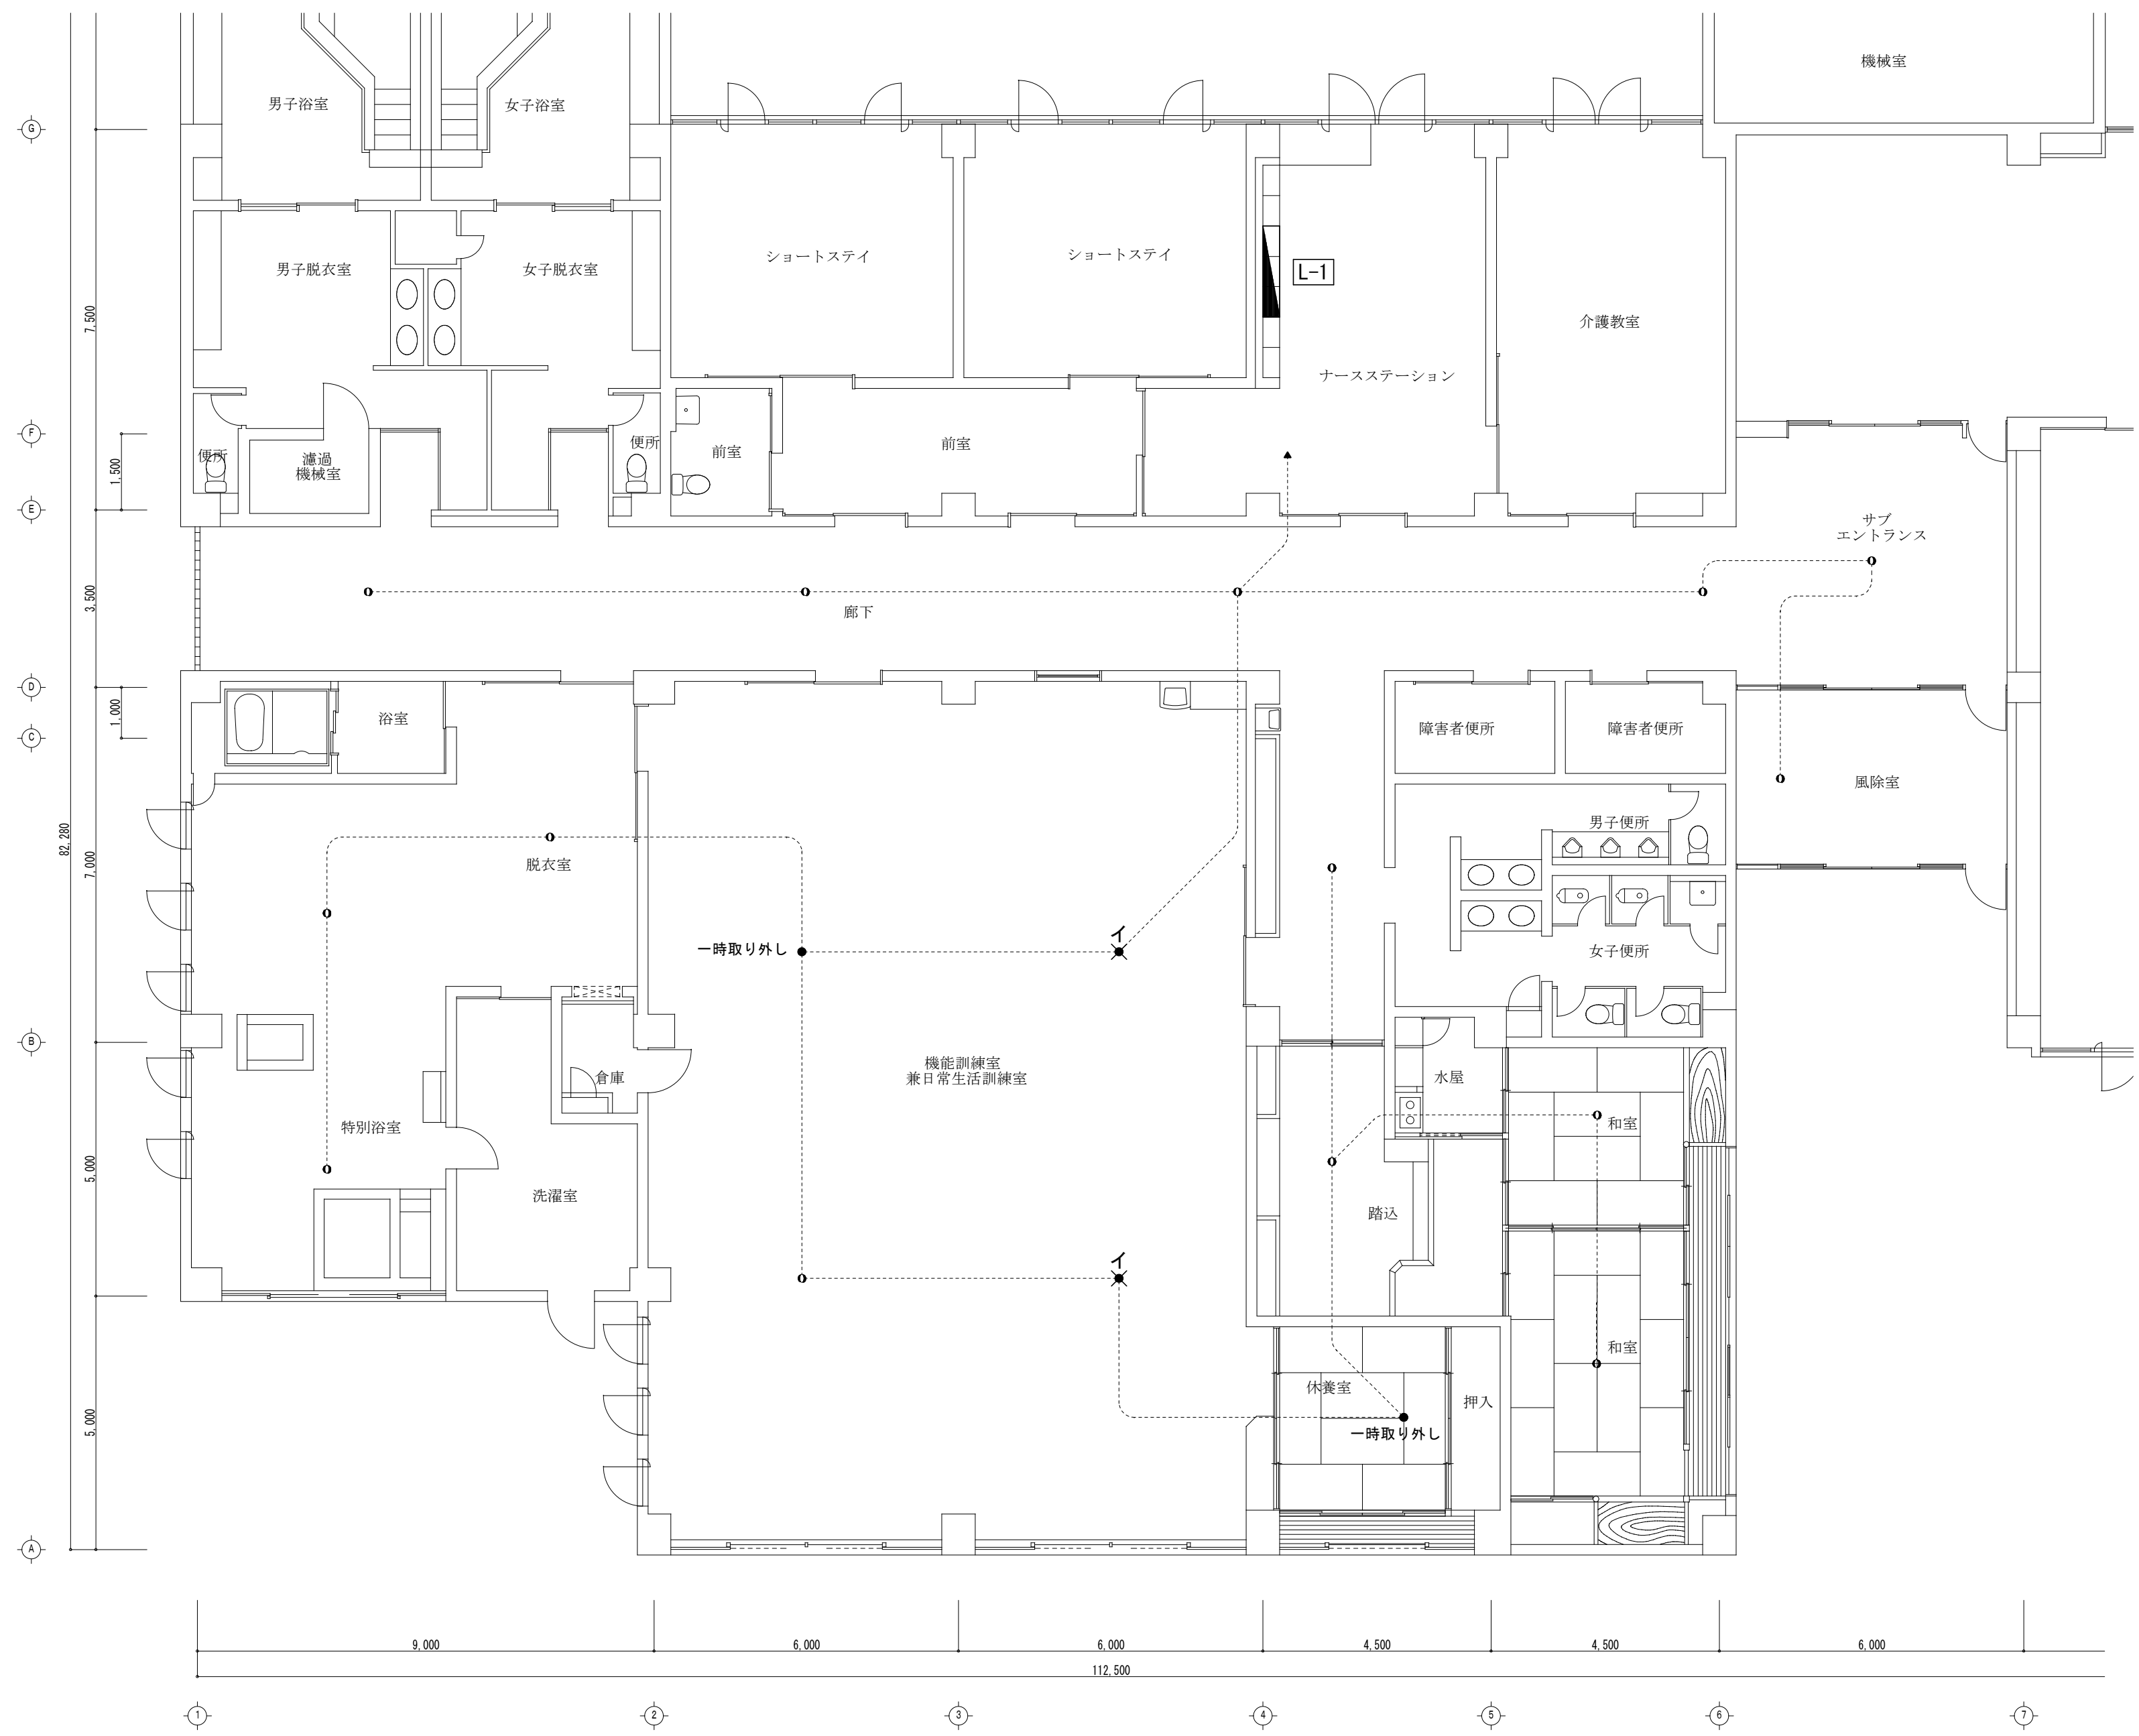 機械室
男子浴室
女子浴室
G
男子脱衣室
女子脱衣室
ショートステイ
ショートステイ
L-1
7,500
介護教室
ナースステーション
F
便所
濾過
機械室
便所
前室
前室
1,500
E
サブ
エントランス
3,500
廊下
D
1,000
浴室
障害者便所
障害者便所
C
風除室
82,280
7,000
脱衣室
男子便所
一時取り外し
イ
女子便所
B
機能訓練室
兼日常生活訓練室
倉庫
水屋
和室
特別浴室
5,000
洗濯室
踏込
イ
和室
休養室
押入
5,000
一時取り外し
A
9,000
6,000
6,000
4,500
4,500
6,000
112,500
1
2
3
4
5
6
7